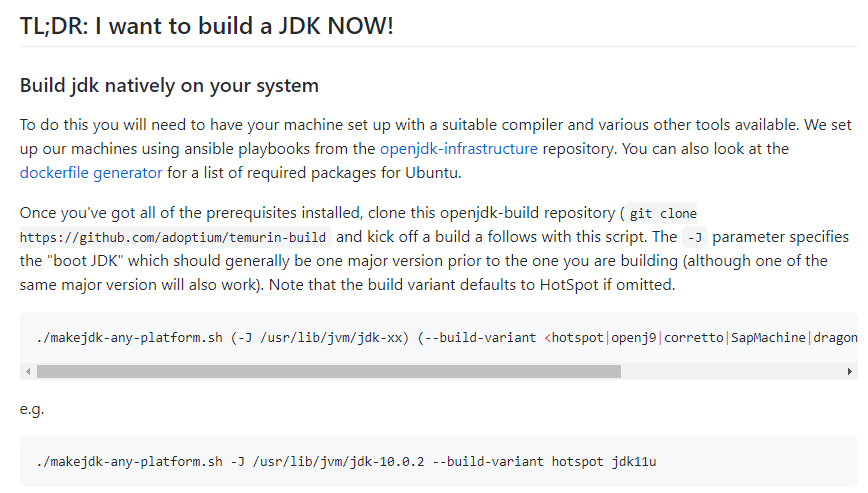 TL;DR: I want to build a JDK NOW!
Build jdk natively on your system
To do this you will need to have your machine set up with a suitable compiler and various other tools available. We set
up our machines using ansible playbooks from the openjdk-infrastructure repository. You can also look at the
dockerfile generator for a list of required packages for Ubuntu.
Once you've got all of the prerequisites installed, clone this openjdk-build repository ( git clone
https://github.com/adoptium/temurin-build and kick off a build a follows with this script. The -J parameter specifies
the "boot JDK" which should generally be one major version prior to the one you are building (although one of the
same major version will also work). Note that the build variant defaults to HotSpot if omitted.
./makejdk-any-platform.sh (-J /usr/lib/jvm/jdk-xx) (--build-variant <hotspot|openj9|corretto|SapMachine|dragon
e.g.
./makejdk-any-platform.sh -J /usr/lib/jvm/jdk-10.0.2 --build-variant hotspot jdk11u